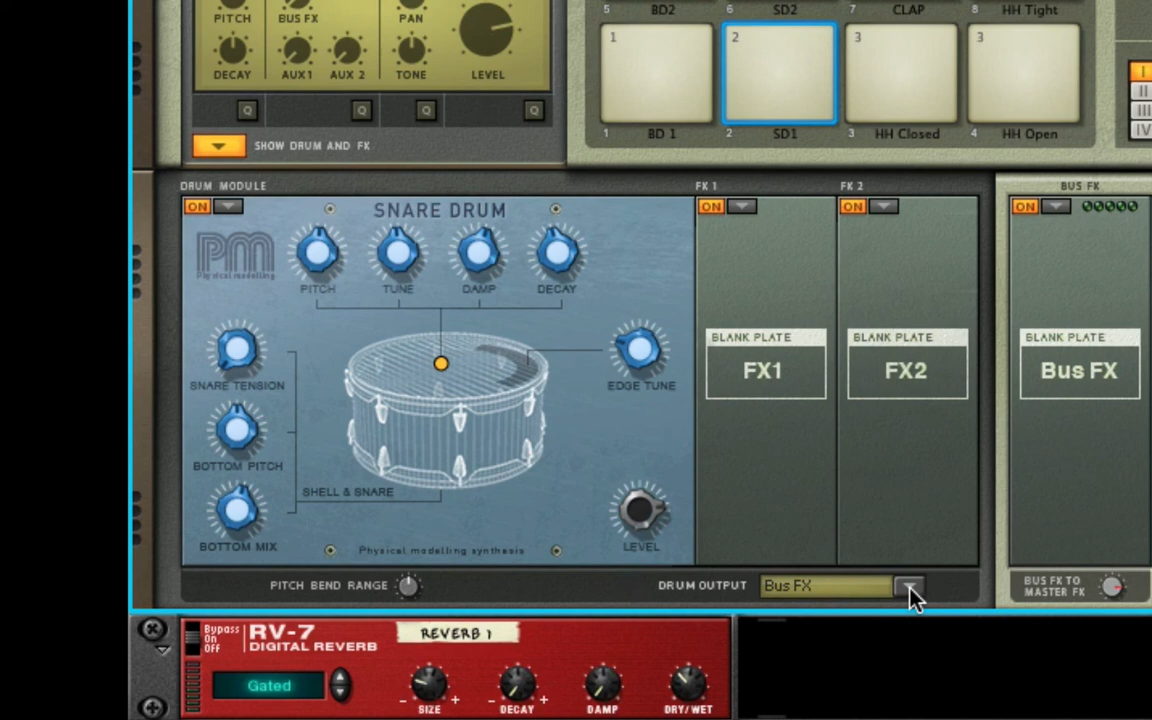 PITCH BUS FX PAN
DECAY AUX 1 AUX 2 TONE LEVEL
Q Q Q Q
SHOW DRUM AND FX
5 BD2 6 SD2 7 CLAP 8 HH Tight
1 2 3 3
1 BD 1 2 SD1 3 HH Closed 4 HH Open
I
II
III
IV
DRUM MODULE FX 1 FX 2 BUS FX
ON ON ON ON
SNARE DRUM
PM
Physical modelling
PITCH TUNE DAMP DECAY
SNARE TENSION
EDGE TUNE
BOTTOM PITCH
SHELL & SNARE
BOTTOM MIX
LEVEL
Physical modelling synthesis
BLANK PLATE BLANK PLATE BLANK PLATE
FX1 FX2 Bus FX
PITCH BEND RANGE DRUM OUTPUT Bus FX
BUS FX TO
MASTER FX
Bypass
On
Off
RV-7
DIGITAL REVERB
REVERB 1
Gated
- SIZE + - DECAY + DAMP DRY/WET